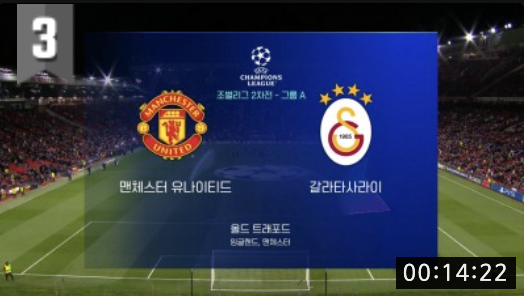 3
CHAMPIONS
LEAGUE
조별리그 2차전 - 그룹 A
MANCHESTER
UNITED
1905
맨체스터 유나이티드
갈라타사라이
올드 트래포드
잉글랜드, 맨체스터
00:14:22